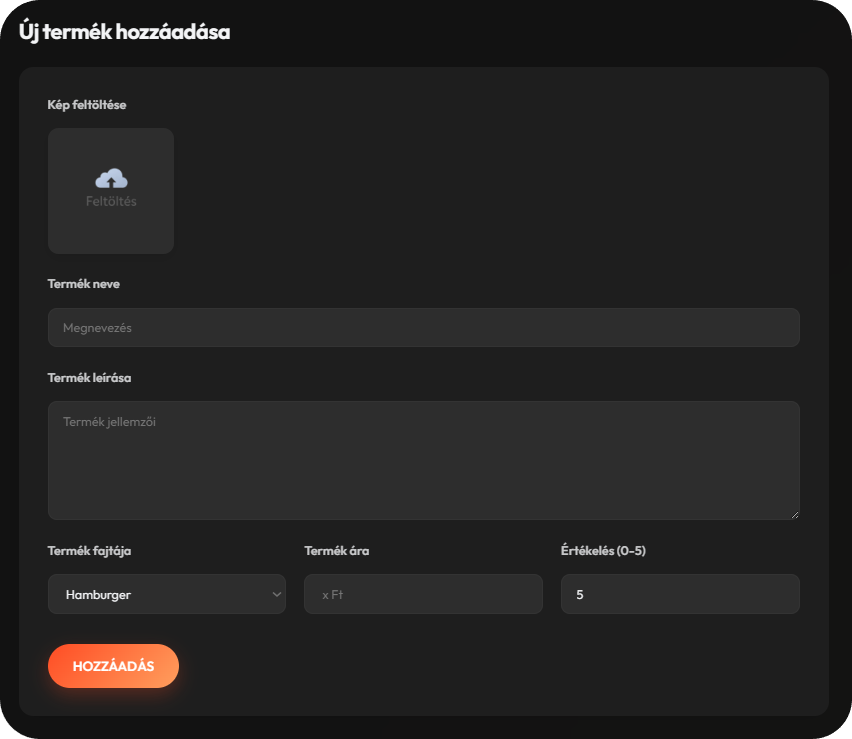 Új termék hozzáadása
Kép feltöltése
Feltöltés
Termék neve
Megnevezés
Termék leírása
Termék jellemzői
Termék fajtája
Termék ára
Értékelés (0-5)
Hamburger
x Ft
5
HOZZÁADÁS